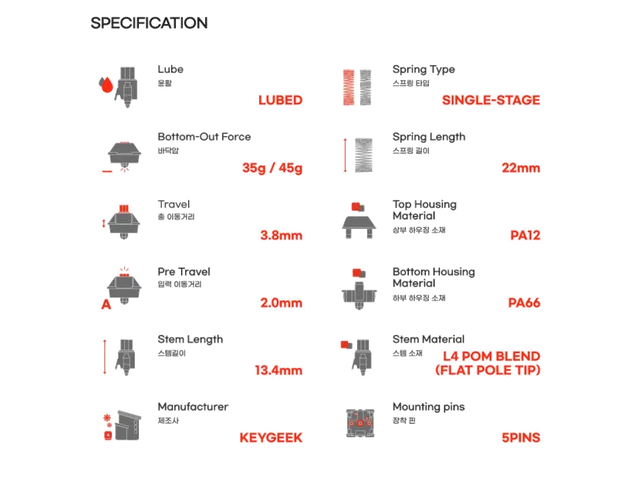 SPECIFICATION
Lube
윤활
LUBED
Spring Type
스프링 타입
SINGLE-STAGE
Bottom-Out Force
바닥압
35g / 45g
Spring Length
스프링 길이
22mm
Travel
총 이동거리
3.8mm
Top Housing
Material
상부 하우징 소재
PA12
A
Pre Travel
입력 이동거리
2.0mm
Bottom Housing
Material
하부 하우징 소재
PA66
Stem Length
스템길이
13.4mm
Stem Material
스템 소재
L4 POM BLEND
(FLAT POLE TIP)
Manufacturer
제조사
KEYGEEK
Mounting pins
장착 핀
5PINS